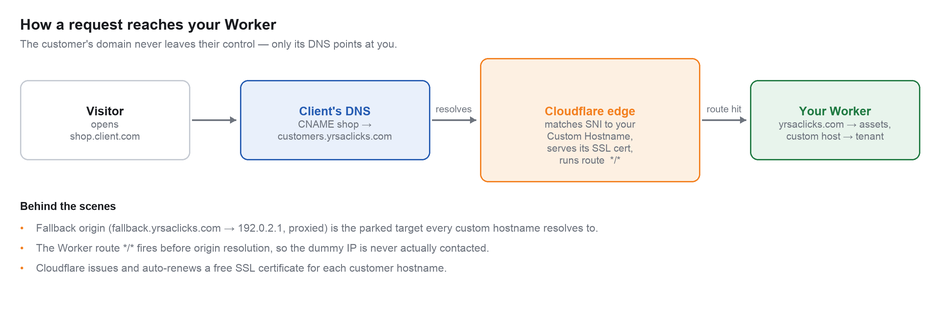 How a request reaches your Worker
The customer's domain never leaves their control — only its DNS points at you.
Visitor
opens
shop.client.com
Client's DNS
CNAME shop →
customers.yrsaclicks.com
resolves
Cloudflare edge
matches SNI to your
Custom Hostname,
serves its SSL cert,
runs route "/*"
route hit
Your Worker
yrsaclicks.com → assets,
custom host → tenant
Behind the scenes
• Fallback origin (fallback.yrsaclicks.com → 192.0.2.1, proxied) is the parked target every custom hostname resolves to.
• The Worker route "*/*" fires before origin resolution, so the dummy IP is never actually contacted.
• Cloudflare issues and auto-renews a free SSL certificate for each customer hostname.